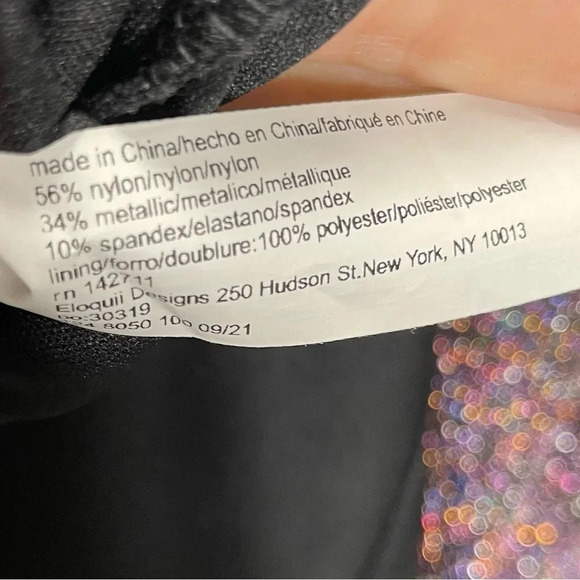 made in China/hecho en China/fabriqué en Chine
56% nylon/nylon/nylon
34% metallic/metalico/métallique
10% spandex/elastano/spandex
lining/forro/doublure:100% polyester/poliéster/polyester
rn 142711
Eloquii Designs 250 Hudson St.New York, NY 10013
30319
8050 09/21